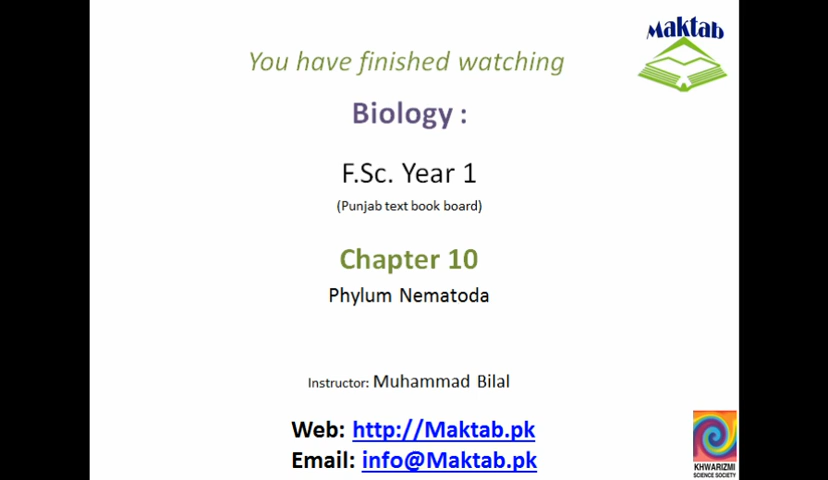 Maktab
You have finished watching
Biology :
F.Sc. Year 1
(Punjab text book board)
Chapter 10
Phylum Nematoda
Instructor: Muhammad Bilal
Web: http://Maktab.pk
Email: info@Maktab.pk
KHWARIZMI
SCIENCE SOCIETY